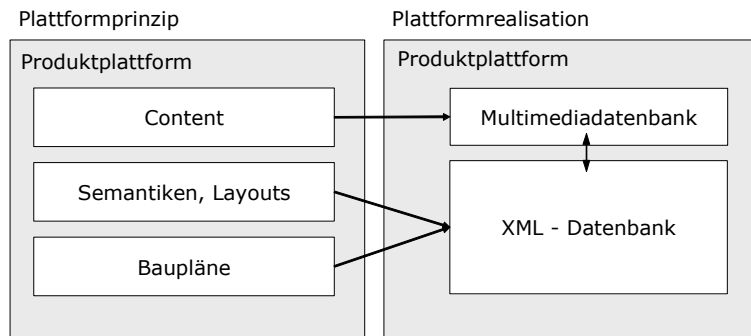 Plattformprinzip
Produktplattform
Content
Semantiken, Layouts
Baupläne
Plattformrealisation
Produktplattform
Multimediadatenbank
XML - Datenbank